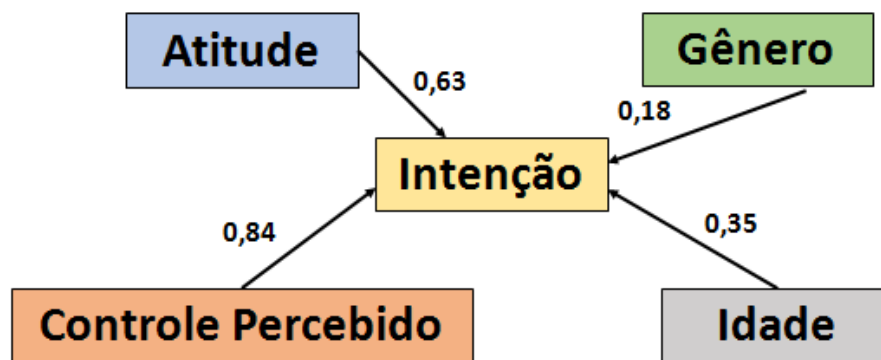 Atitude
Gênero
0,63
0,18
Intenção
0,84
0,35
Controle Percebido
Idade